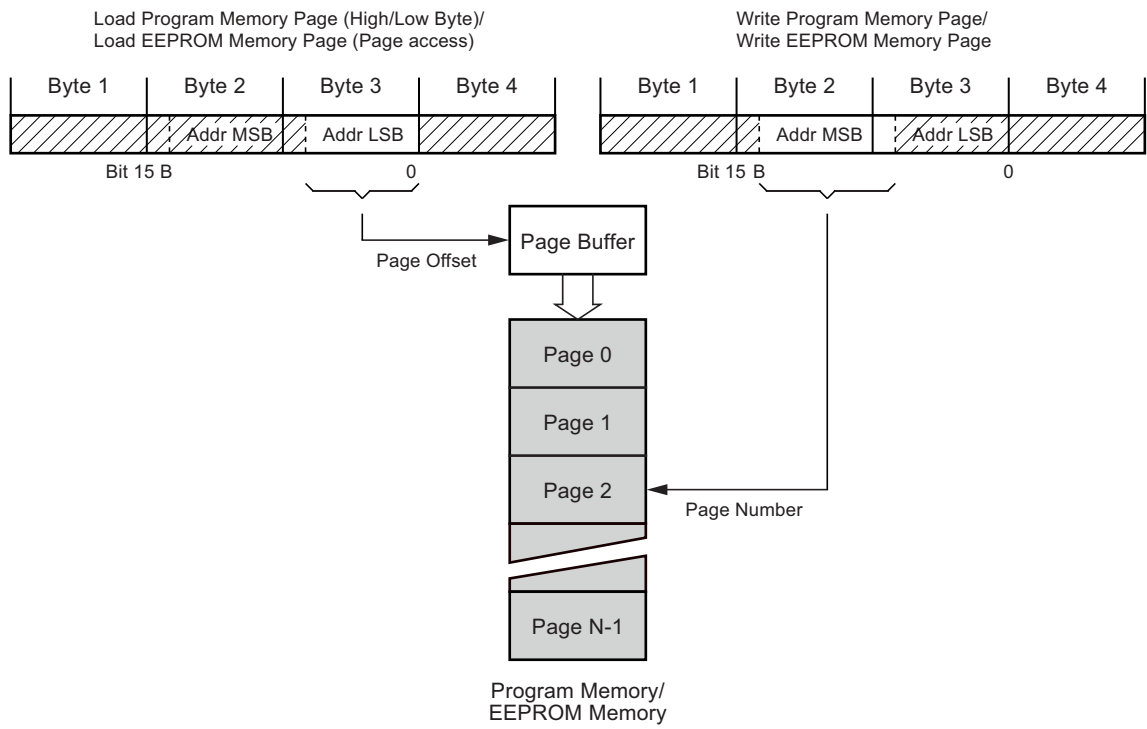 Load Program Memory Page (High/Low Byte)/
Load EEPROM Memory Page (Page access)
Write Program Memory Page/
Write EEPROM Memory Page
Byte 1 Byte 2 Byte 3 Byte 4
Byte 1 Byte 2 Byte 3 Byte 4
Addr MSB Addr LSB
Addr MSB Addr LSB
Bit 15 B 0
Bit 15 B 0
Page Buffer
Page Offset
Page 0
Page 1
Page 2
Page Number
Page N-1
Program Memory/
EEPROM Memory